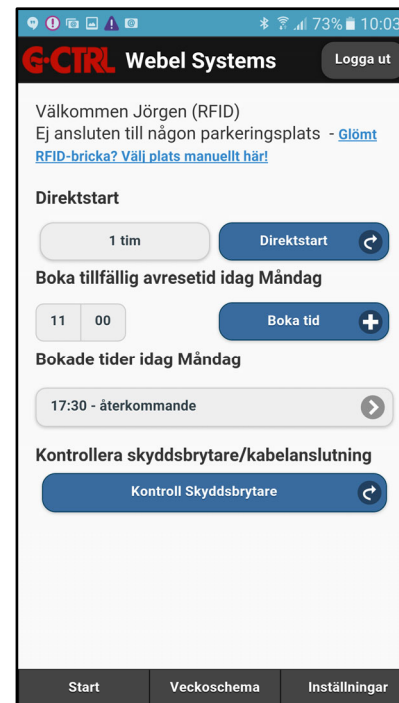 73% 10:03
G-CTRL Webel Systems Logga ut
Välkommen Jörgen (RFID)
Ej ansluten till någon parkeringsplats - Glömt
RFID-bricka? Välj plats manuellt här!
Direktstart
1 tim Direktstart
Boka tillfällig avresetid idag Måndag
11 00 Boka tid
Bokade tider idag Måndag
17:30 - återkommande
Kontrollera skyddsbrytare/kabelanslutning
Kontroll Skyddsbrytare
Start Veckoschema Inställningar